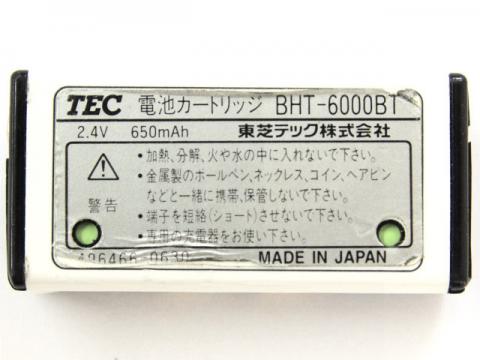 TEC 電池カートリッジ BHT-6000BT
2.4V 650mAh 東芝テック株式会社
・加熱、分解、火や水の中に入れないで下さい。
・金属製のボールペン、ネックレス、コイン、ヘアピン
などと一緒に携帯、保管しないで下さい。
警告
・端子を短絡(ショート)させないで下さい。
・専用の充電器をお使い下さい。
426466 0630 MADE IN JAPAN